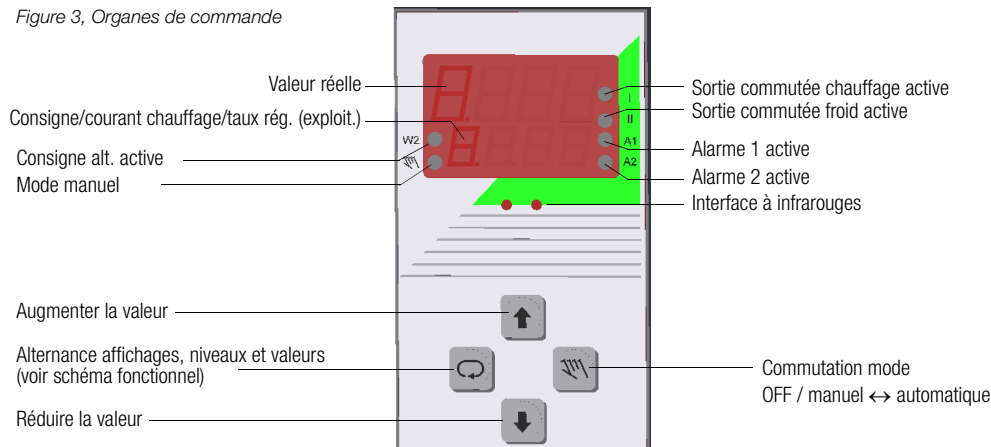 Figure 3, Organes de commande
Valeur réelle
Consigne/courant chauffage/taux rég. (exploit.)
Consigne alt. active
Mode manuel
W2
I
II
A1
A2
Sortie commutée chauffage active
Sortie commutée froid active
Alarme 1 active
Alarme 2 active
Interface à infrarouges
Augmenter la valeur
Alternance affichages, niveaux et valeurs
(voir schéma fonctionnel)
Réduire la valeur
Commutation mode
OFF / manuel ↔ automatique